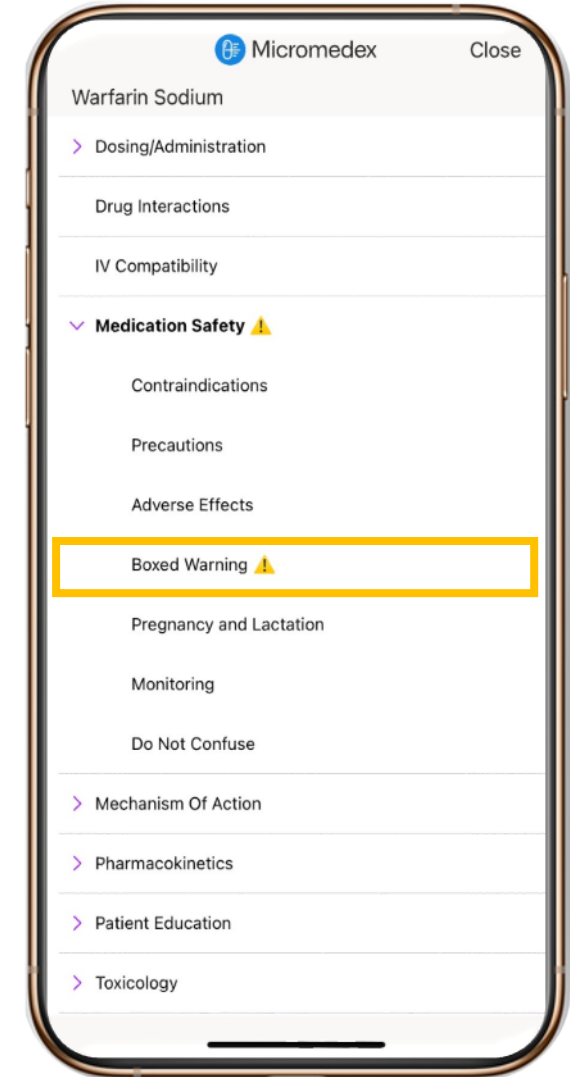 Micromedex Close
Warfarin Sodium
Dosing/Administration
Drug Interactions
IV Compatibility
Medication Safety
Contraindications
Precautions
Adverse Effects
Boxed Warning
Pregnancy and Lactation
Monitoring
Do Not Confuse
Mechanism Of Action
Pharmacokinetics
Patient Education
Toxicology